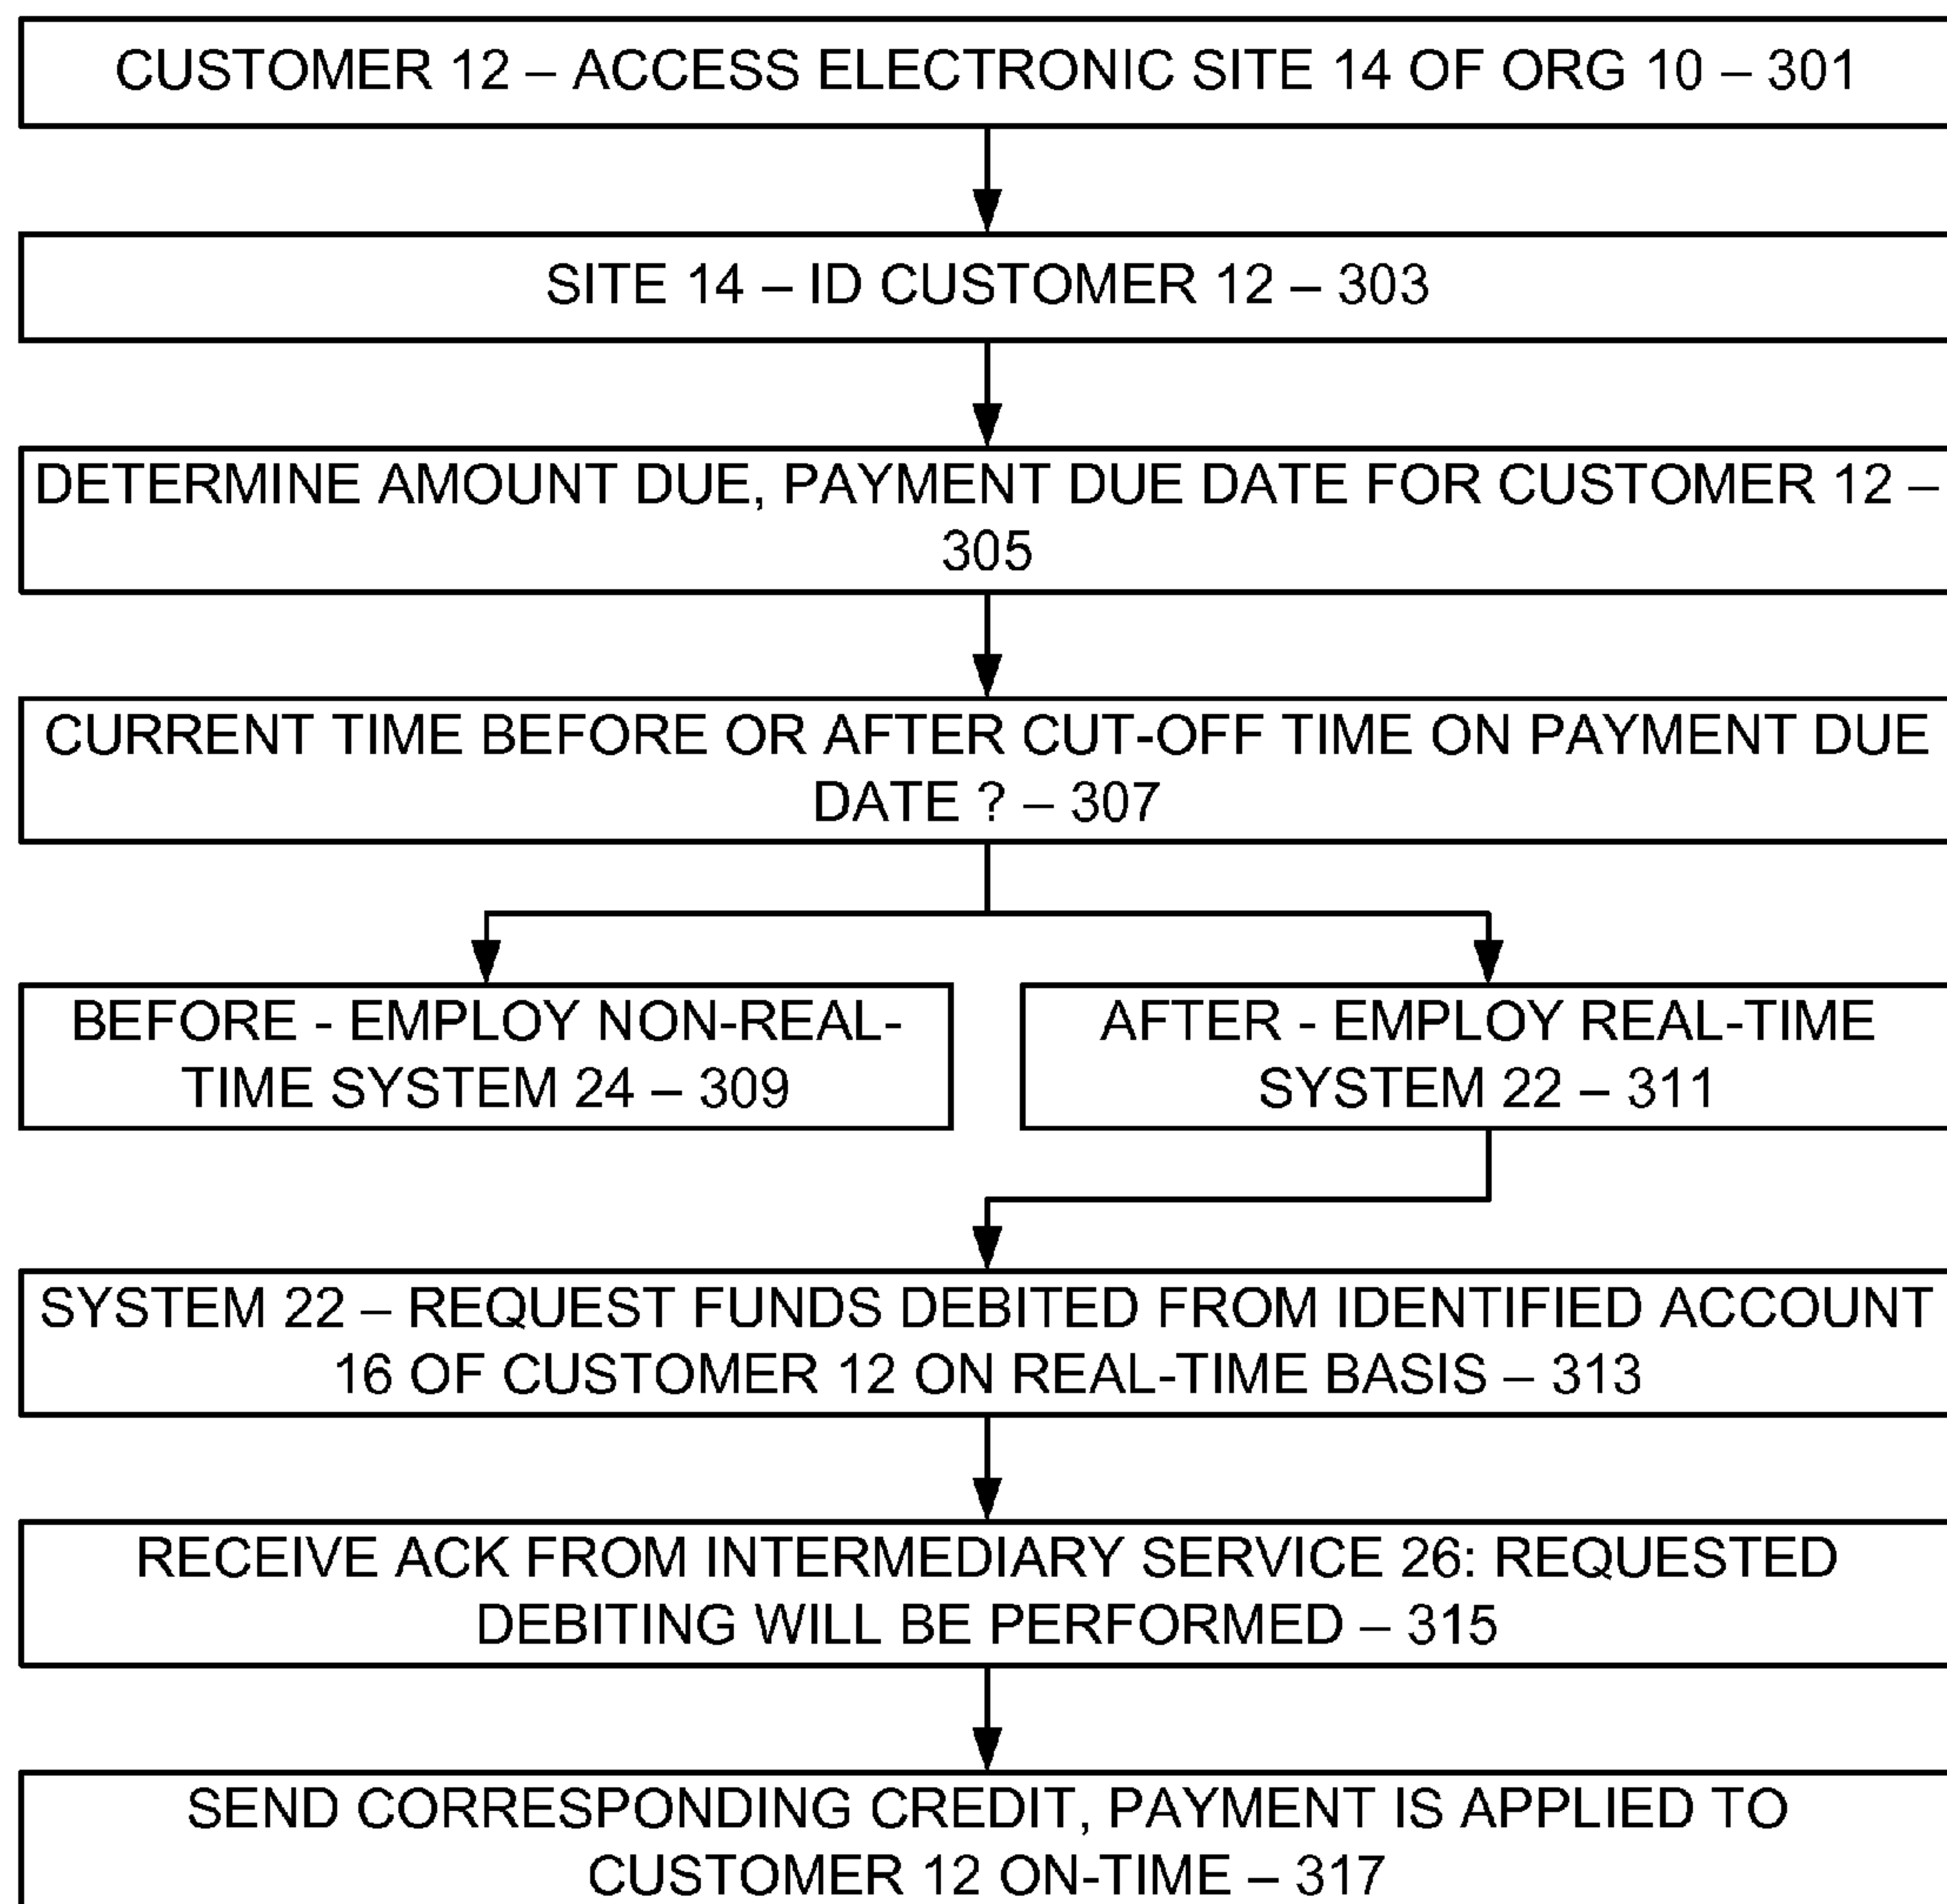 CUSTOMER 12 – ACCESS ELECTRONIC SITE 14 OF ORG 10 – 301
SITE 14 – ID CUSTOMER 12 – 303
DETERMINE AMOUNT DUE, PAYMENT DUE DATE FOR CUSTOMER 12 –
305
CURRENT TIME BEFORE OR AFTER CUT-OFF TIME ON PAYMENT DUE
DATE ? – 307
BEFORE - EMPLOY NON-REAL-
TIME SYSTEM 24 – 309
AFTER - EMPLOY REAL-TIME
SYSTEM 22 – 311
SYSTEM 22 – REQUEST FUNDS DEBITED FROM IDENTIFIED ACCOUNT
16 OF CUSTOMER 12 ON REAL-TIME BASIS – 313
RECEIVE ACK FROM INTERMEDIARY SERVICE 26: REQUESTED
DEBITING WILL BE PERFORMED – 315
SEND CORRESPONDING CREDIT, PAYMENT IS APPLIED TO
CUSTOMER 12 ON-TIME – 317